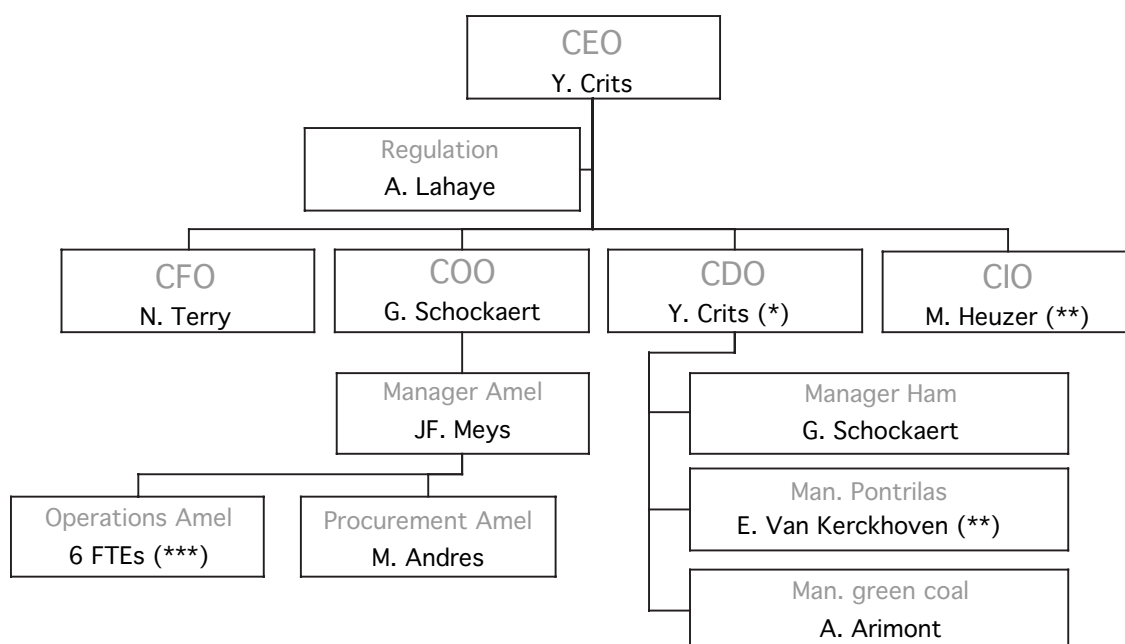 CEO
Y. Crits
Regulation
A. Lahaye
CFO
N. Terry
COO
G. Schockaert
CDO
Y. Crits (*)
CIO
M. Heuzer (**)
Manager Amel
JF. Meys
Manager Ham
G. Schockaert
Operations Amel
6 FTEs (***)
Procurement Amel
M. Andres
Man. Pontrilas
E. Van Kerckhoven (**)
Man. green coal
A. Arimont